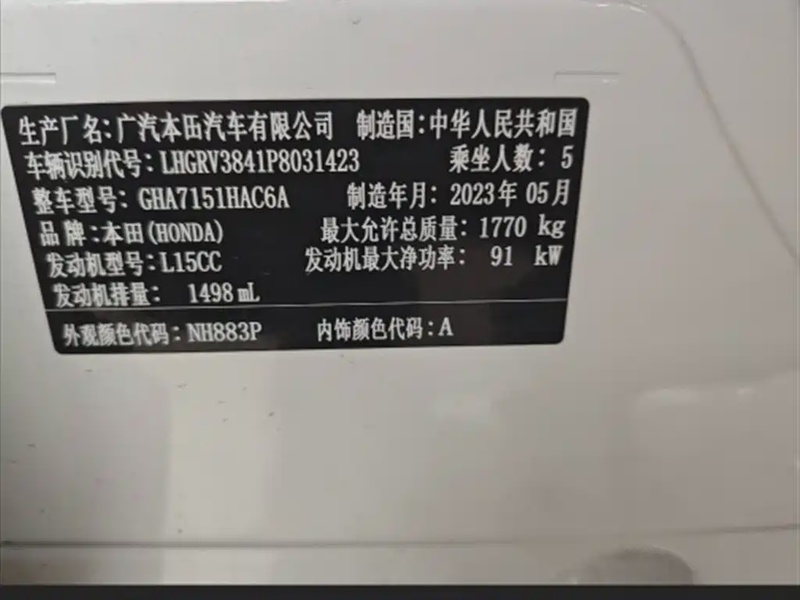 生产厂名:广汽本田汽车有限公司 制造国:中华人民共和国
车辆识别代号:LHGRV3841P8031423 乘坐人数: 5
整车型号:GHA7151HAC6A 制造年月: 2023年 05月
品 牌:本田(HONDA) 最大允许总质量: 1770 kg
发动机型号:L15CC 发动机最大净功率: 91 kW
发动机排量: 1498 mL
外观颜色代码:NH883P 内饰颜色代码:A